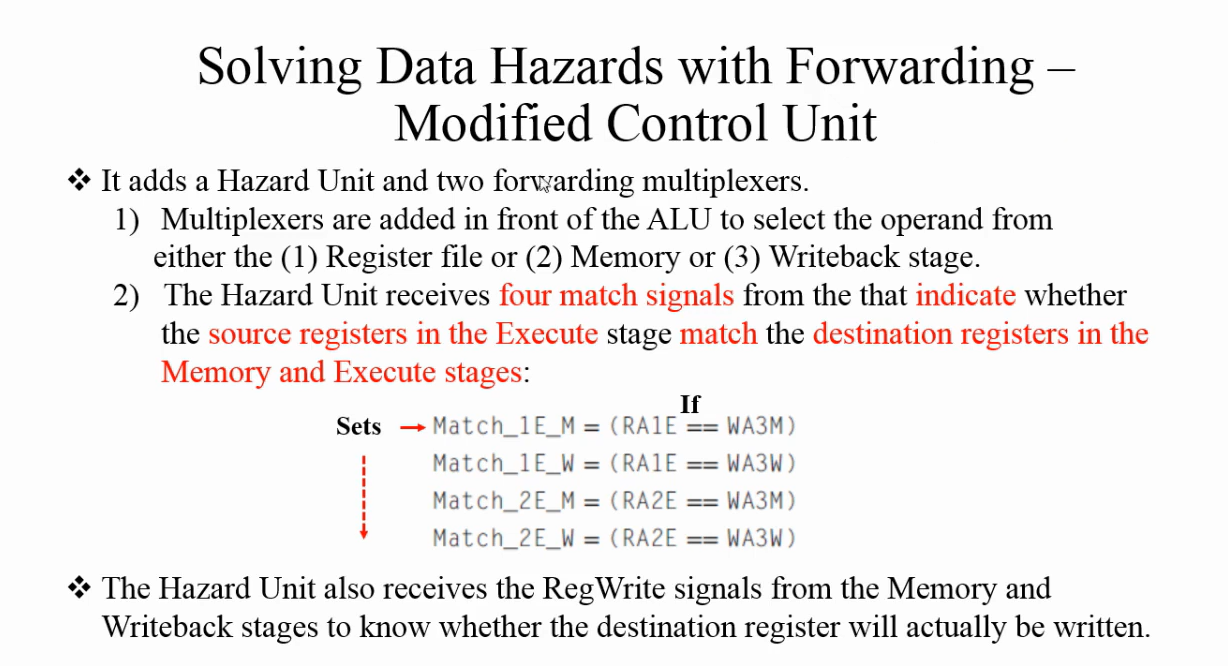 Solving Data Hazards with Forwarding –
Modified Control Unit
❖ It adds a Hazard Unit and two forwarding multiplexers.
1) Multiplexers are added in front of the ALU to select the operand from
either the (1) Register file or (2) Memory or (3) Writeback stage.
2) The Hazard Unit receives four match signals from the that indicate whether
the source registers in the Execute stage match the destination registers in the
Memory and Execute stages:
If
Sets Match_1E_M = (RA1E == WA3M)
Match_1E_W = (RA1E == WA3W)
Match_2E_M = (RA2E == WA3M)
Match_2E_W = (RA2E == WA3W)
❖ The Hazard Unit also receives the RegWrite signals from the Memory and
Writeback stages to know whether the destination register will actually be written.